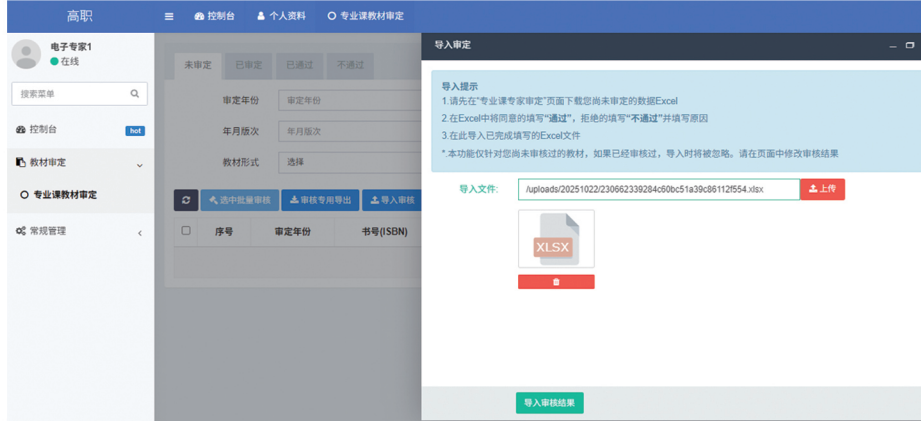 高职
控制台
个人资料
专业课教材审定
电子专家1
在线
搜索菜单
控制台
hot
教材审定
专业课教材审定
常规管理
未审定 已审定 已通过 不通过
审定年份 审定年份
年月版次 年月版次
教材形式 选择
选中批量审核 审核专用导出 导入审核
序号 审定年份 书号(ISBN)
导入审定
导入提示
1.请先在“专业课专家审定”页面下载您尚未审定的数据Excel
2.在Excel中将同意的填写“通过”，拒绝的填写“不通过”并填写原因
3.在此导入已完成填写的Excel文件
*.本功能仅针对您尚未审核过的教材，如果已经审核过，导入时将被忽略。请在页面中修改审核结果
导入文件: /uploads/20251022/230662339284c60bc51a39c86112f554.xlsx 上传
XLSX
导入审核结果